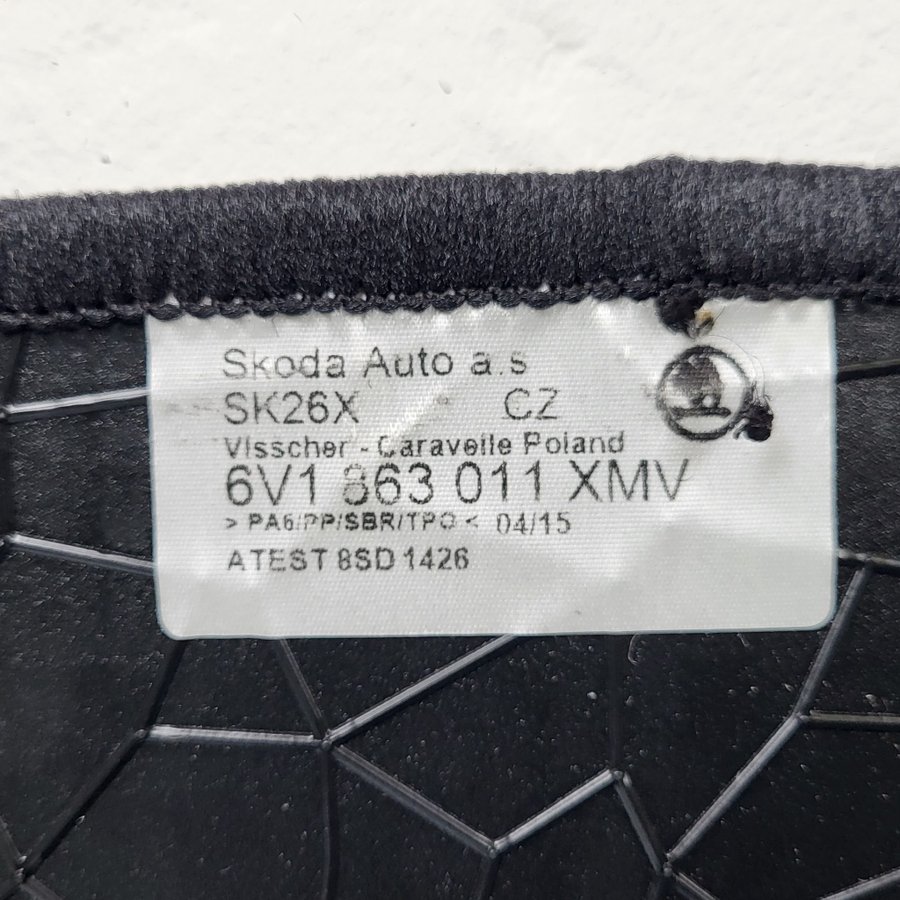 Skoda Auto a.s
SK26X CZ
Visscher - Caravelle Poland
6V1 863 011 XMV
> PA6/PP/SBR/TPO < 04/15
ATEST 8SD 1426